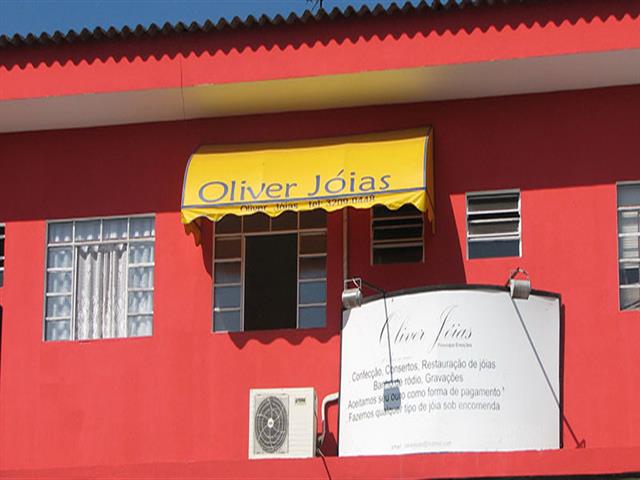 Oliver Jóias
Oliver Jóias tel: 3209 0448
Oliver Jóias
Confecção, Consertos, Restauração de jóias
Banho de ródio, Gravações
Aceitamos seu ouro como forma de pagamento
Fazemos qualquer tipo de jóia sob encomenda